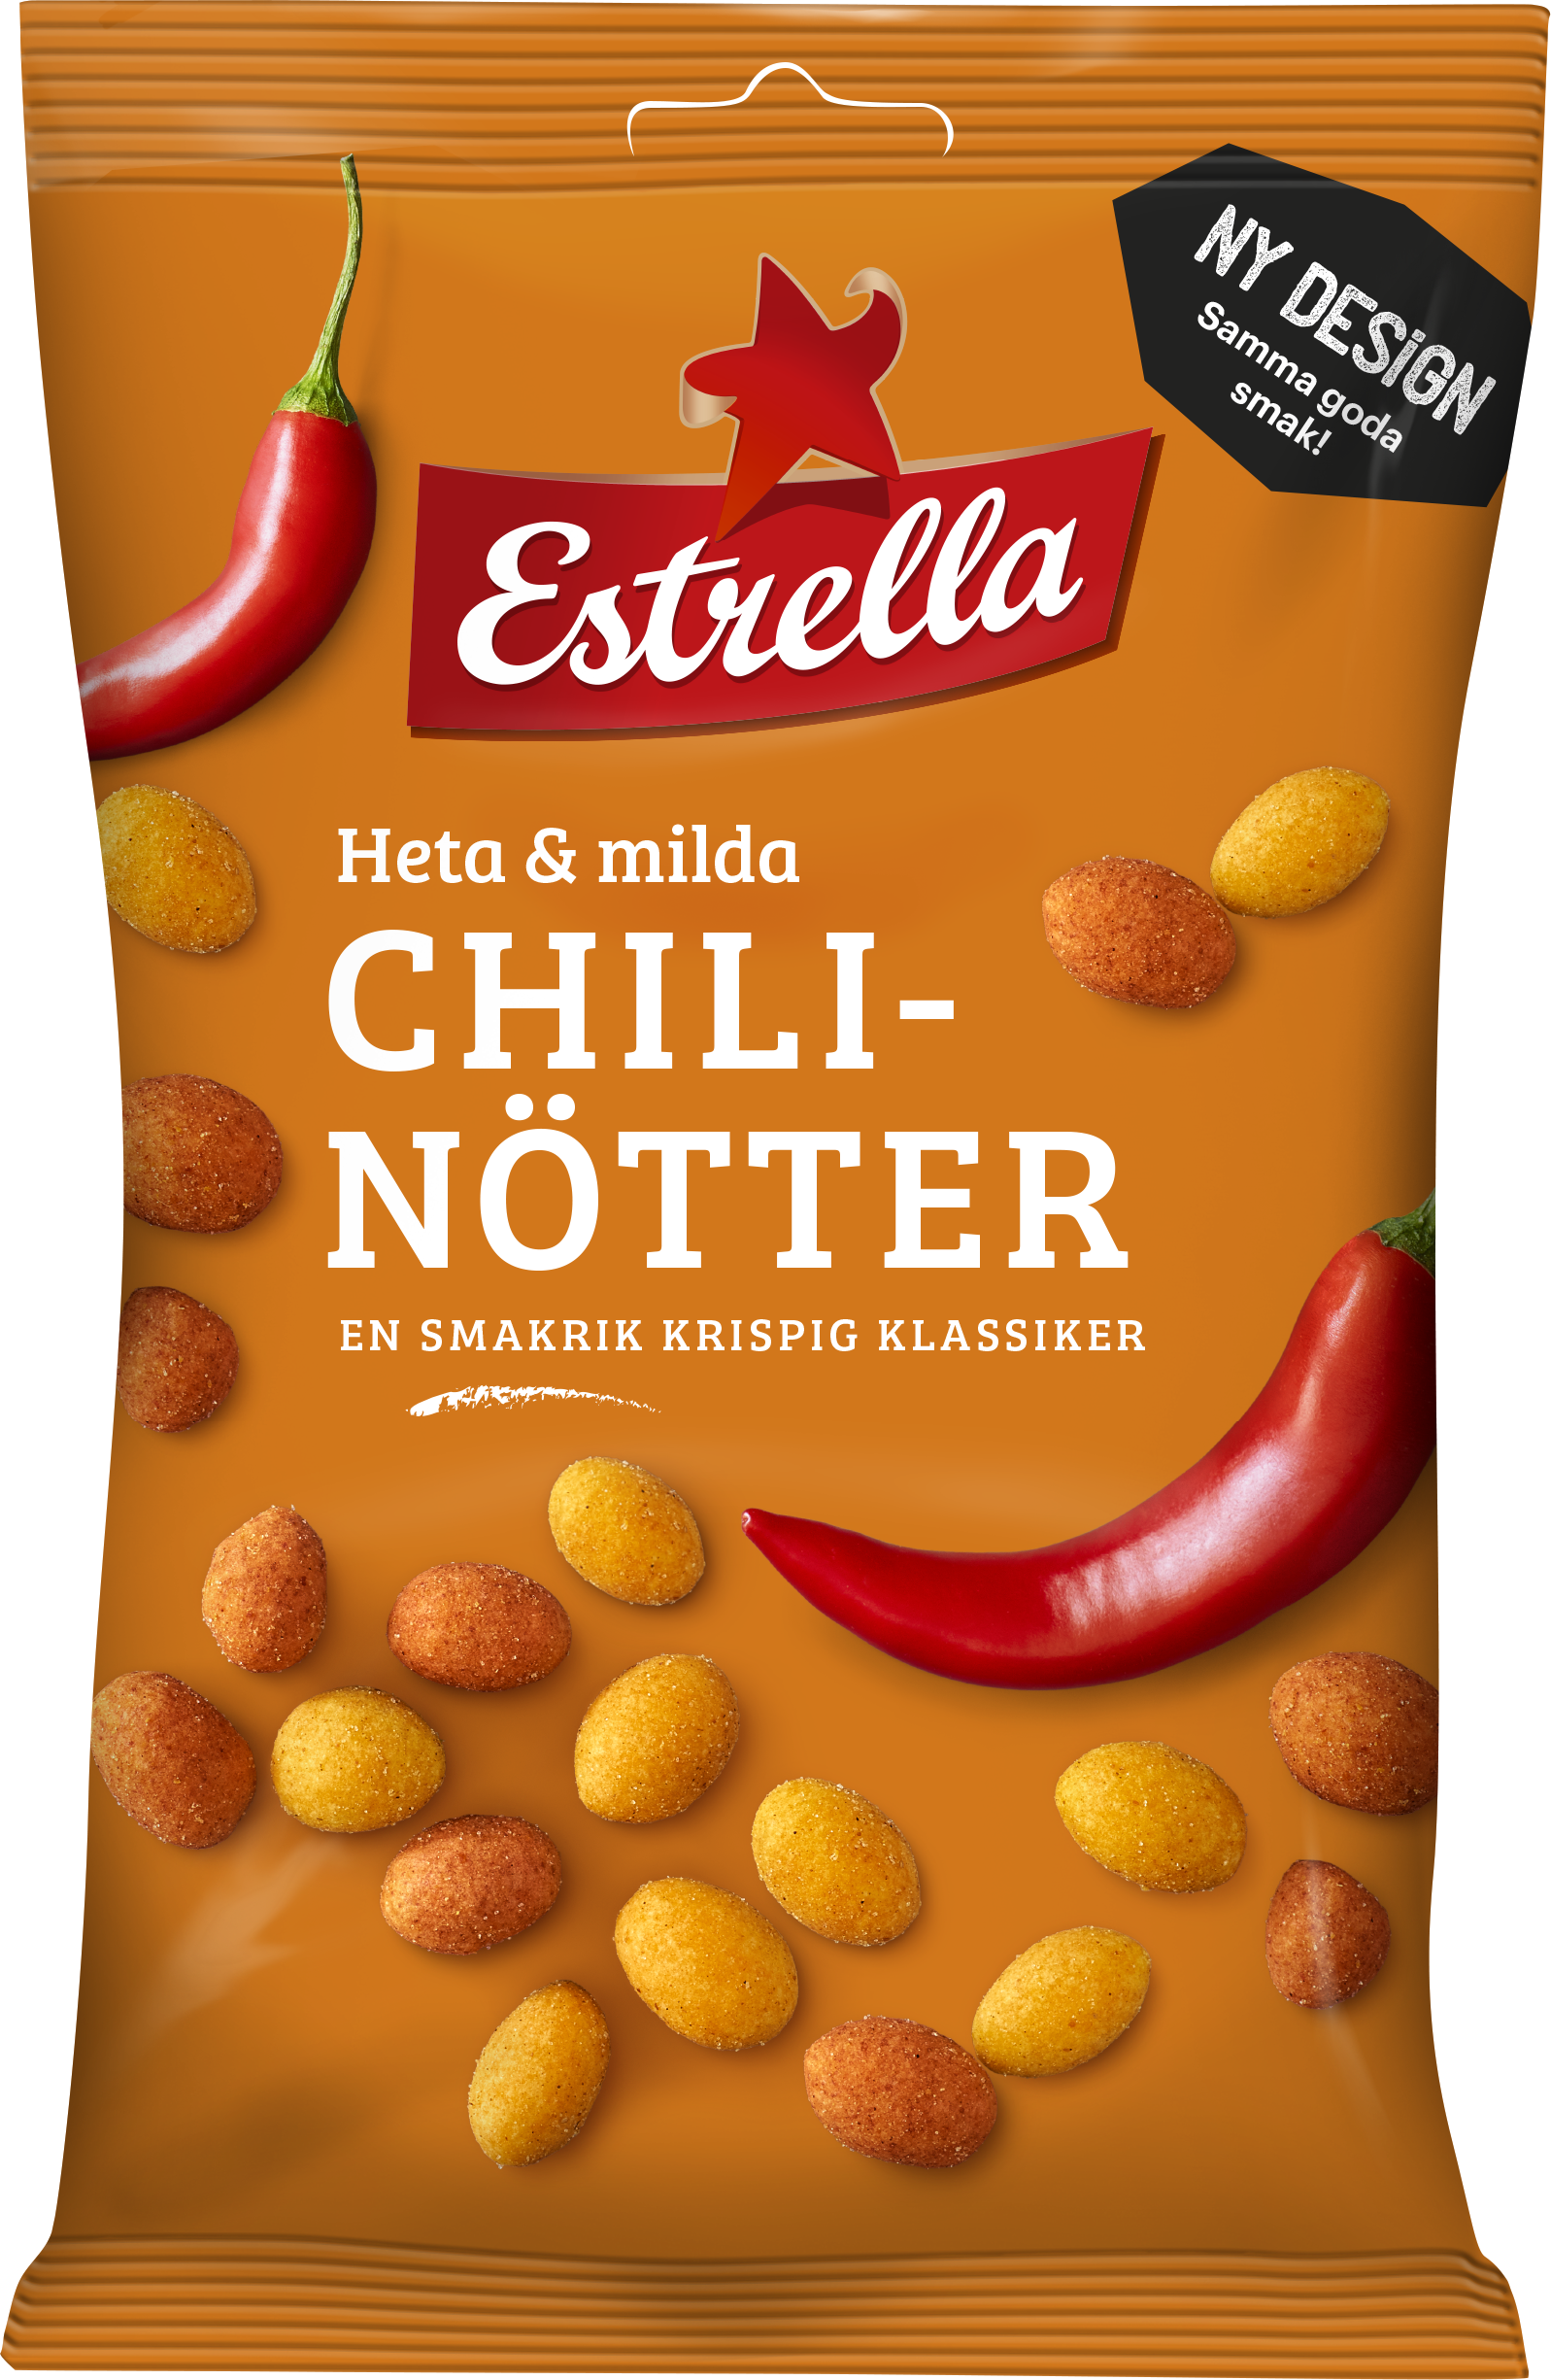 NY DESiGN
Samma goda
smak!
Estrella
Heta & milda
CHILI-
NÖTTER
EN SMAKRIK KRISPIG KLASSIKER